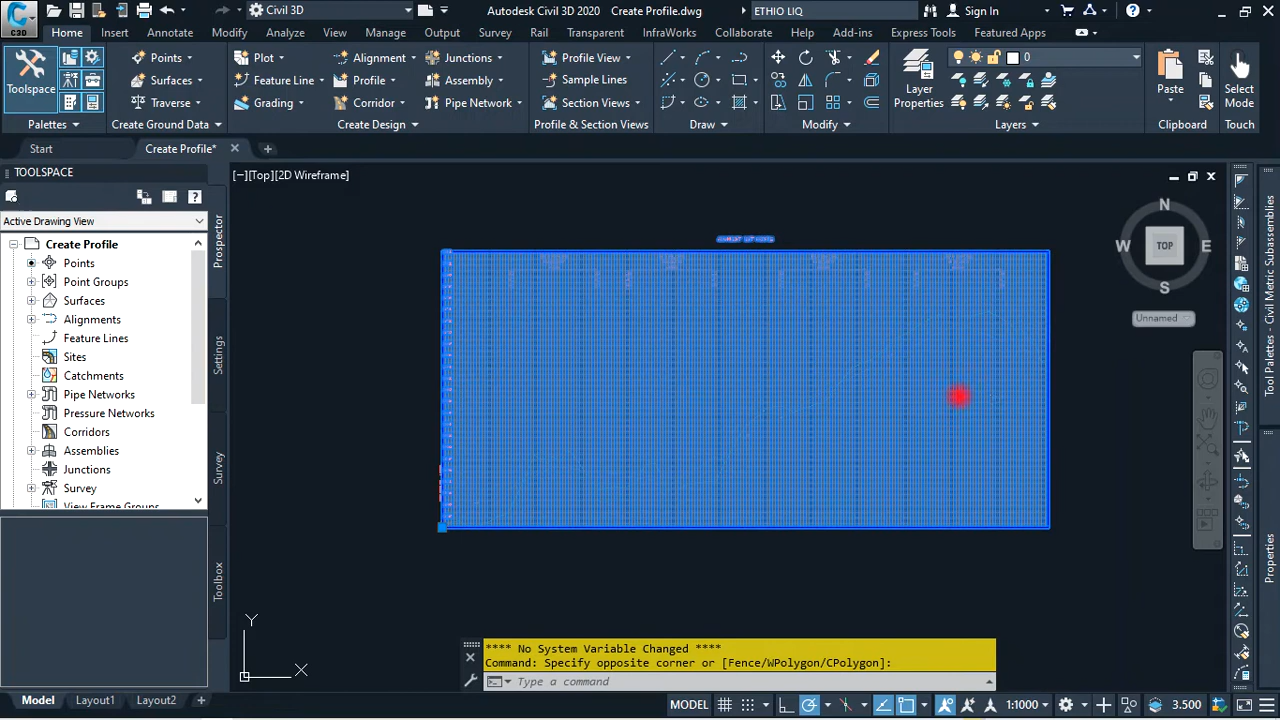 C3D
Civil 3D
Autodesk Civil 3D 2020 Create Profile.dwg
ETHIO LIQ
Sign In
Home Insert Annotate Modify Analyze View Manage Output Survey Rail Transparent InfraWorks Collaborate Help Add-ins Express Tools Featured Apps
Toolspace
Palettes
Points
Surfaces
Traverse
Create Ground Data
Plot
Feature Line
Grading
Alignment
Profile
Corridor
Junctions
Assembly
Pipe Network
Create Design
Profile View
Sample Lines
Section Views
Profile & Section Views
Draw
Modify
Layer
Properties
0
Layers
Paste
Clipboard
Select
Mode
Touch
Start
Create Profile*
TOOLSPACE
Active Drawing View
Create Profile
Points
Point Groups
Surfaces
Alignments
Feature Lines
Sites
Catchments
Pipe Networks
Pressure Networks
Corridors
Assemblies
Junctions
Survey
View Frame Groups
Prospector
Settings
Survey
Toolbox
[−][Top][2D Wireframe]
N
W TOP E
S
Unnamed
Y
X
Tool Palettes - Civil Metric Subassemblies
Properties
**** No System Variable Changed ****
Command: Specify opposite corner or [Fence/WPolygon/CPolygon]:
Type a command
Model Layout1 Layout2
MODEL
1:1000
3.500